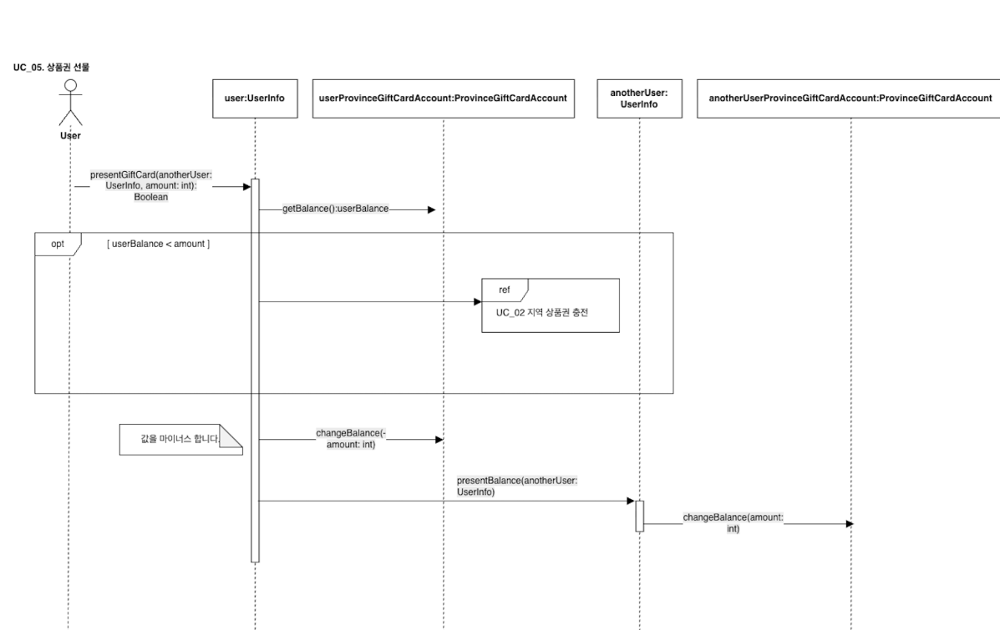 UC_05. 상품권 선물
User
user:UserInfo
userProvinceGiftCardAccount:ProvinceGiftCardAccount
anotherUser:
UserInfo
anotherUserProvinceGiftCardAccount:ProvinceGiftCardAccount
presentGiftCard(anotherUser:
UserInfo, amount: int):
Boolean
getBalance():userBalance
opt
[ userBalance < amount ]
ref
UC_02 지역 상품권 충전
값을 마이너스 합니다.
changeBalance(-
amount: int)
presentBalance(anotherUser:
UserInfo)
changeBalance(amount:
int)